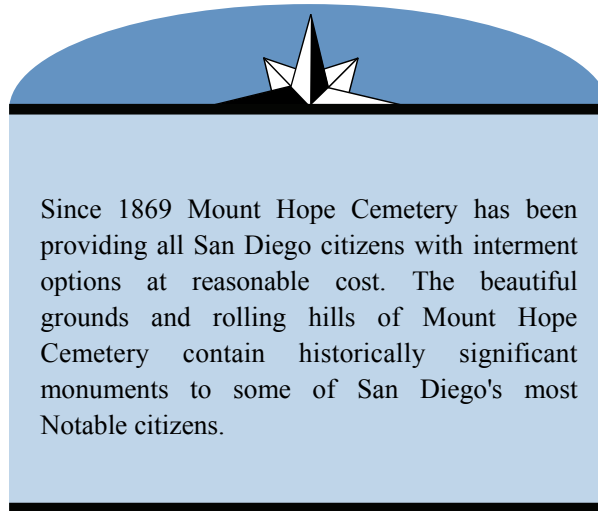 Since 1869 Mount Hope Cemetery has been
providing all San Diego citizens with interment
options at reasonable cost. The beautiful
grounds and rolling hills of Mount Hope
Cemetery contain historically significant
monuments to some of San Diego's most
Notable citizens.